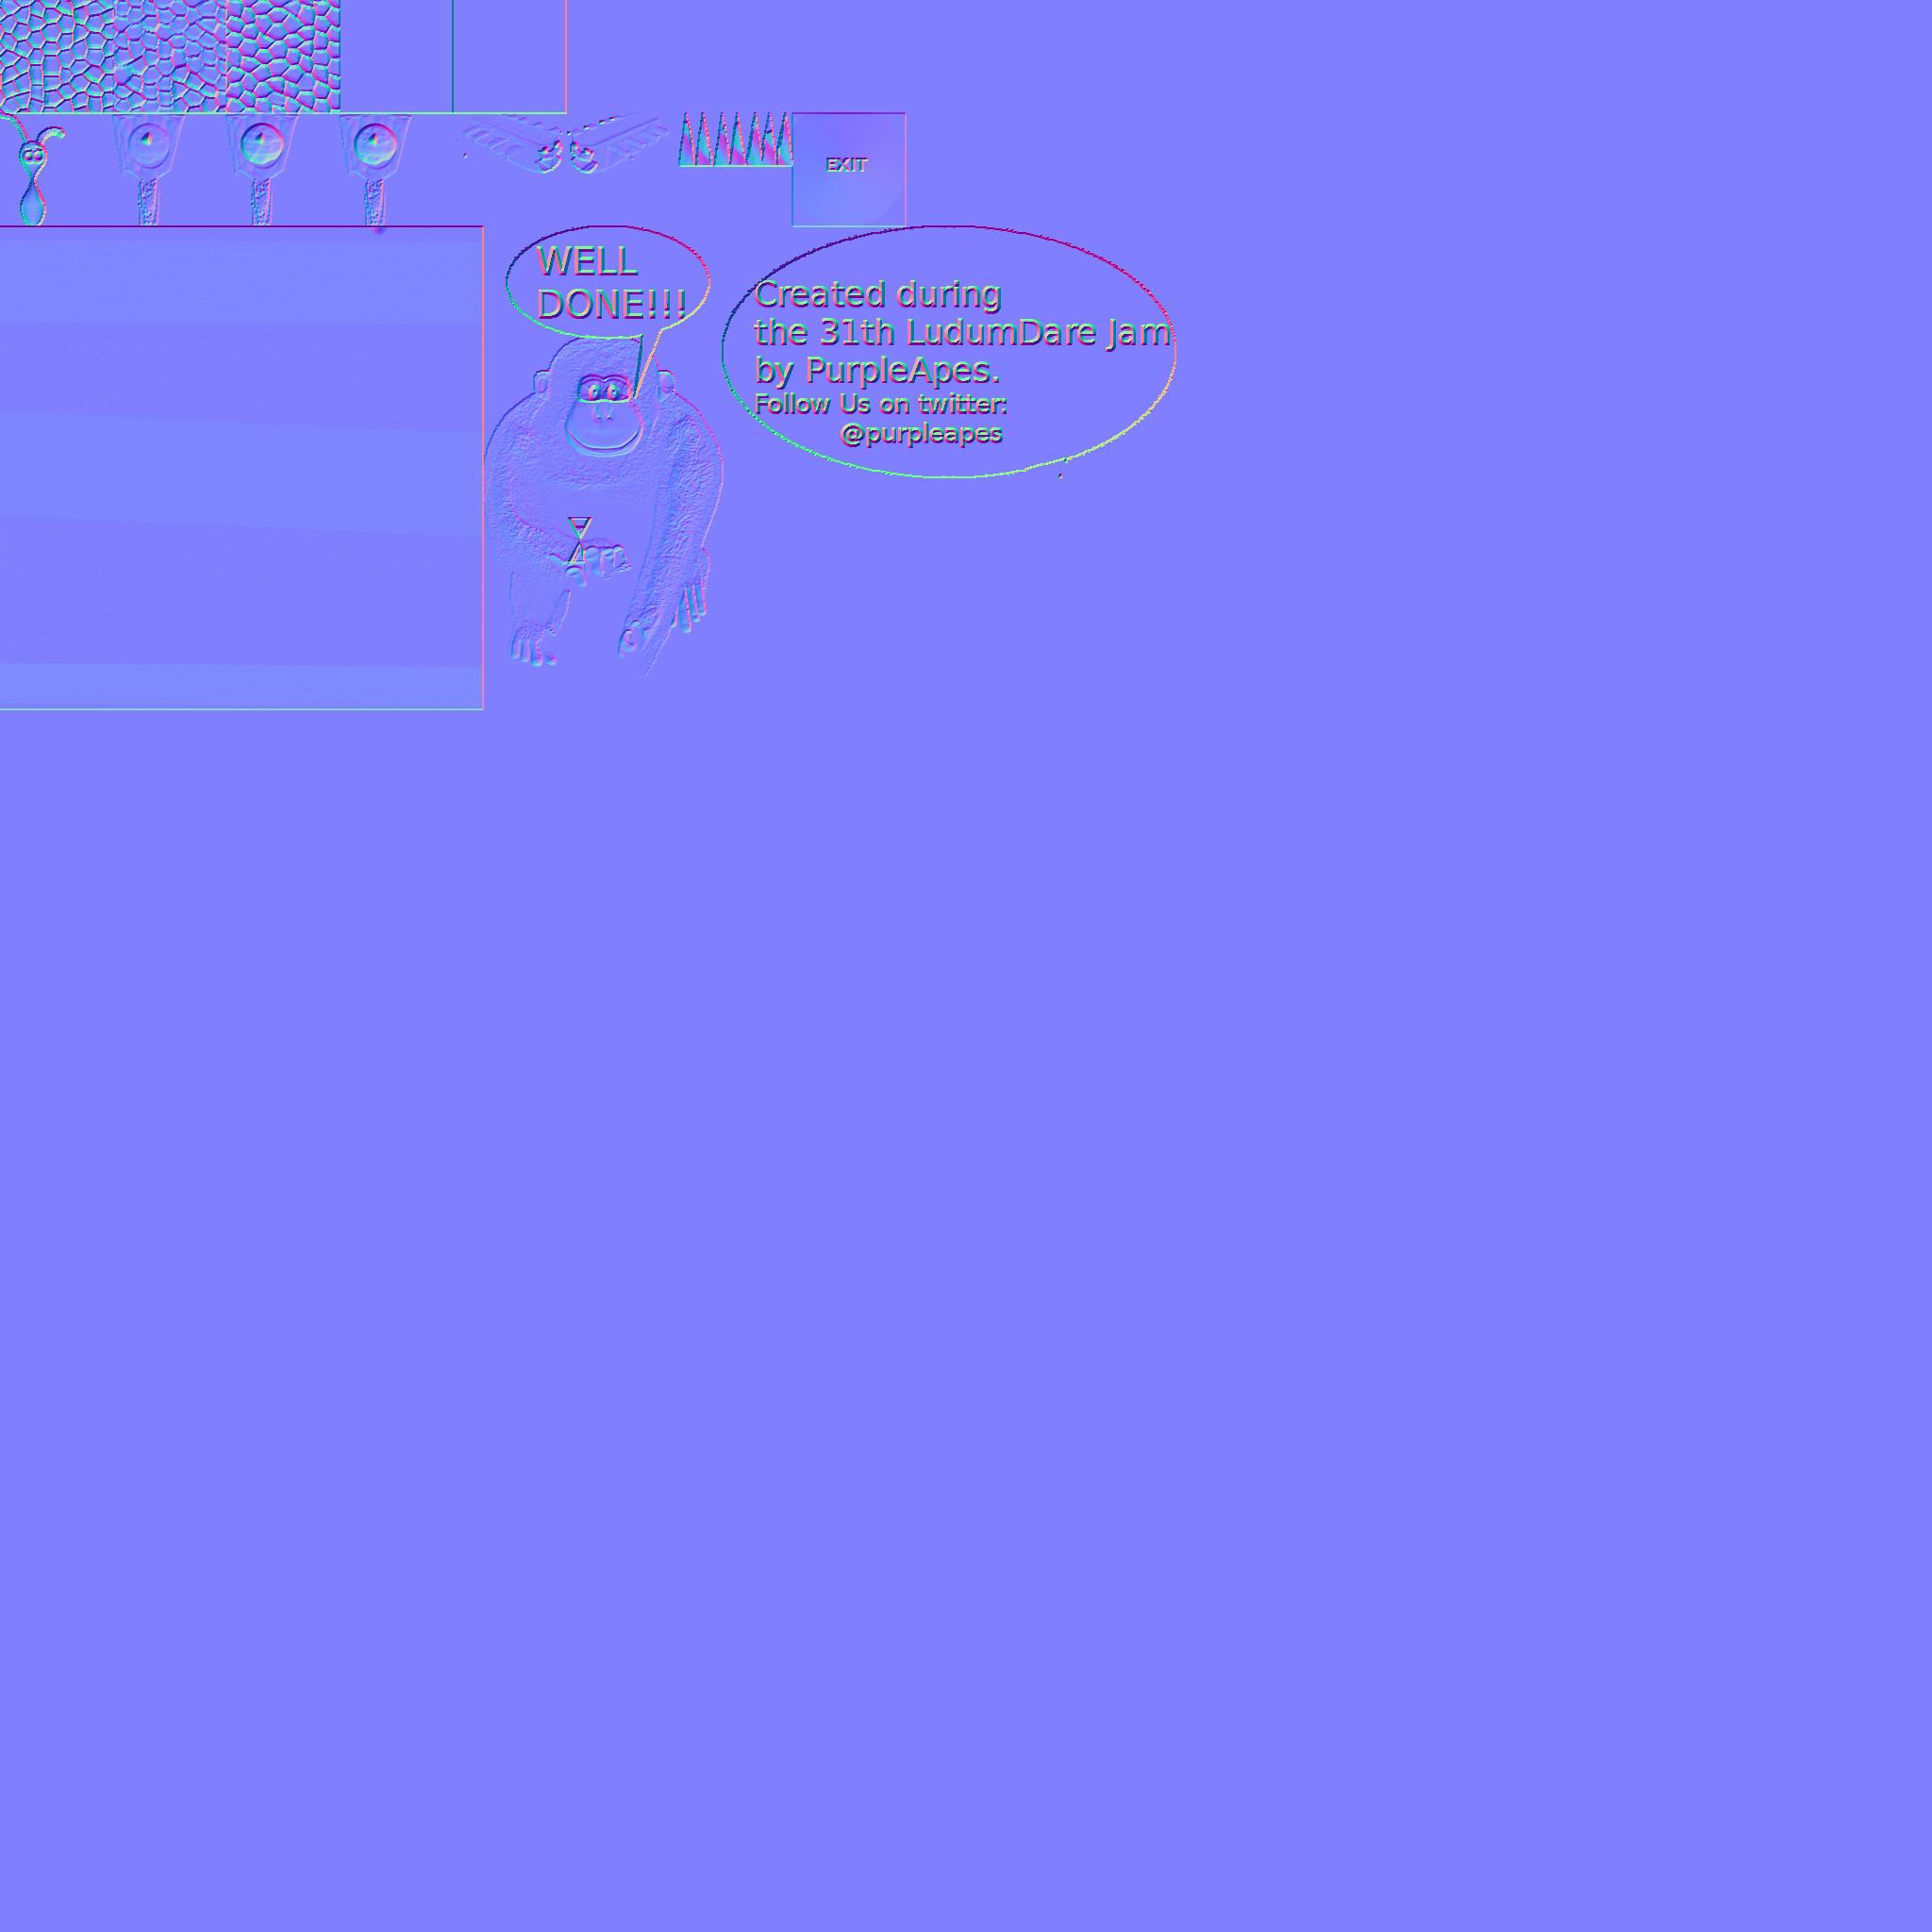 EXIT
WELL
DONE!!!
Created during
the 31th LudumDare Jam
by PurpleApes.
Follow Us on twitter:
@purpleapes